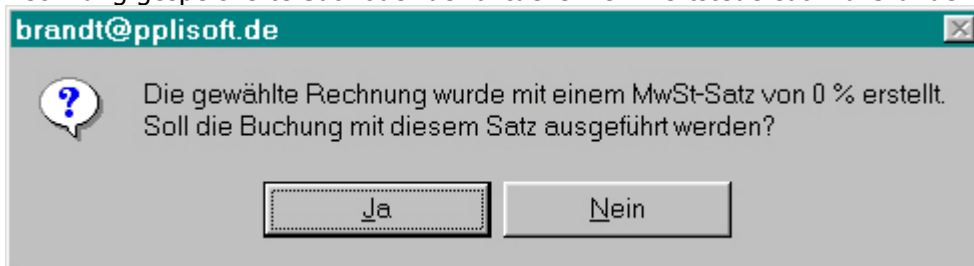 brandt@pplisoft.de
Die gewählte Rechnung wurde mit einem MwSt-Satz von 0 % erstellt.
Soll die Buchung mit diesem Satz ausgeführt werden?
Ja
Nein